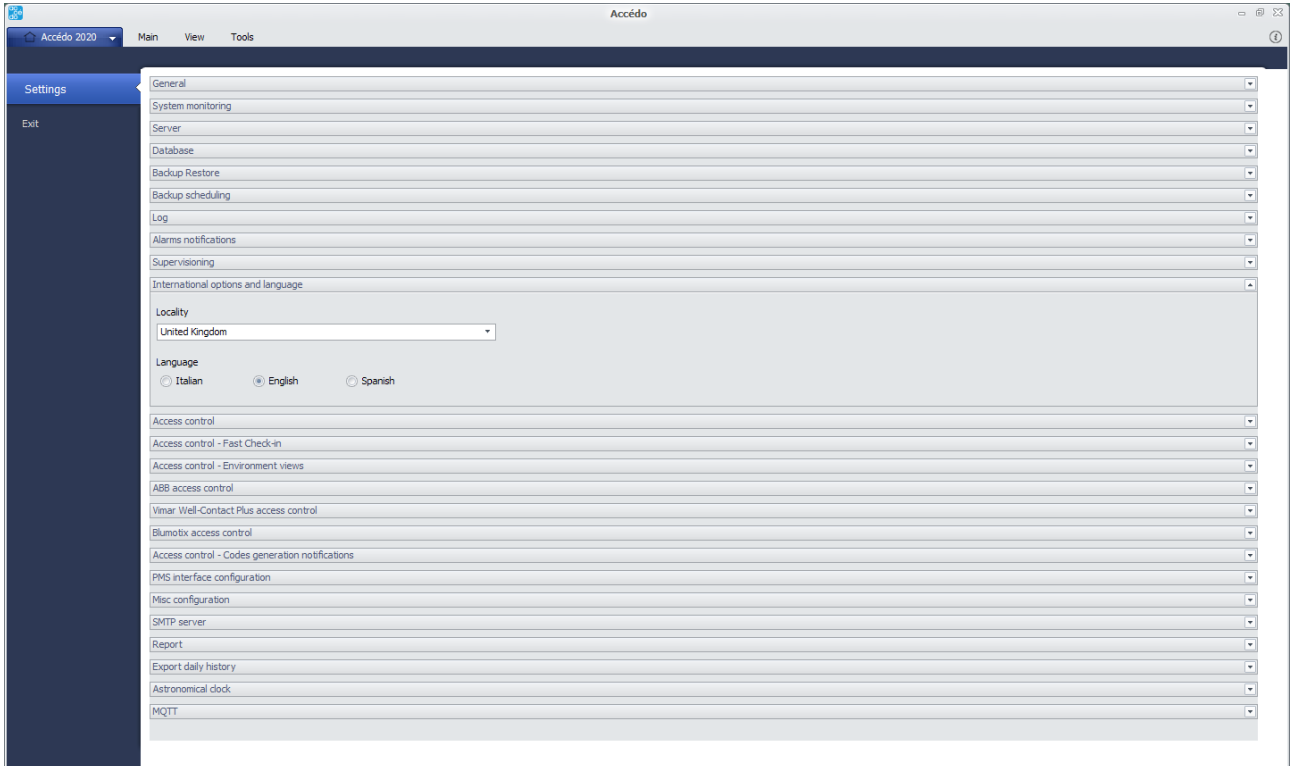 Accédo
Accédo 2020 Main View Tools
Settings
Exit
General
System monitoring
Server
Database
Backup Restore
Backup scheduling
Log
Alarms notifications
Supervisioning
International options and language
Locality
United Kingdom
Language
Italian English Spanish
Access control
Access control - Fast Check-in
Access control - Environment views
ABB access control
Vimar Well-Contact Plus access control
Blumotix access control
Access control - Codes generation notifications
PMS interface configuration
Misc configuration
SMTP server
Report
Export daily history
Astronomical clock
MQTT